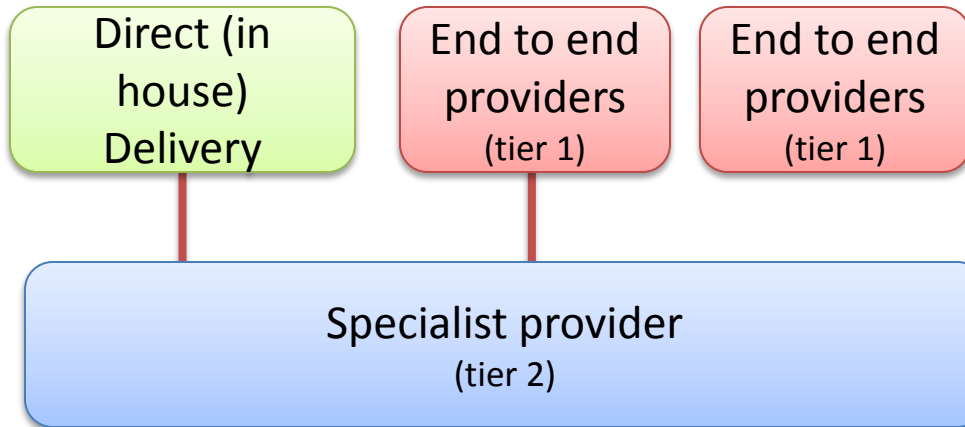 Direct (in
house)
Delivery
End to end
providers
(tier 1)
End to end
providers
(tier 1)
Specialist provider
(tier 2)